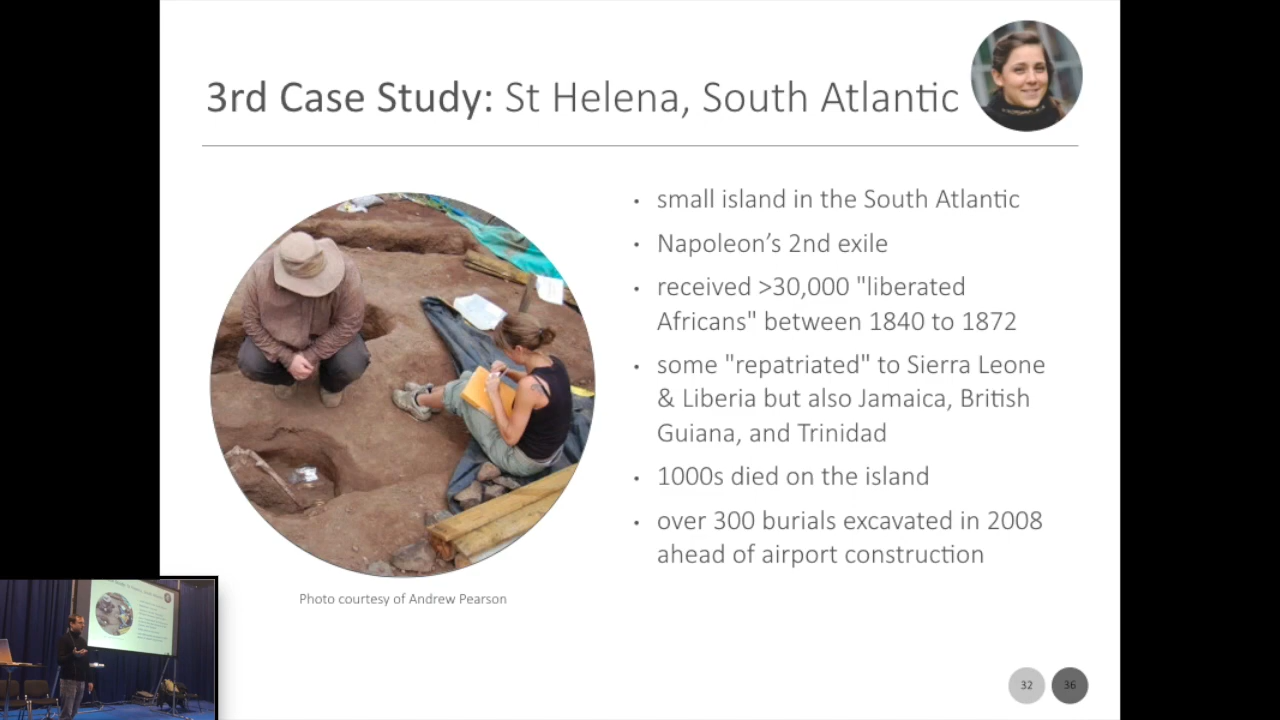 3rd Case Study: St Helena, South Atlantic
• small island in the South Atlantic
• Napoleon’s 2nd exile
• received >30,000 "liberated
Africans" between 1840 to 1872
• some "repatriated" to Sierra Leone
& Liberia but also Jamaica, British
Guiana, and Trinidad
• 1000s died on the island
• over 300 burials excavated in 2008
ahead of airport construction
Photo courtesy of Andrew Pearson
32
36